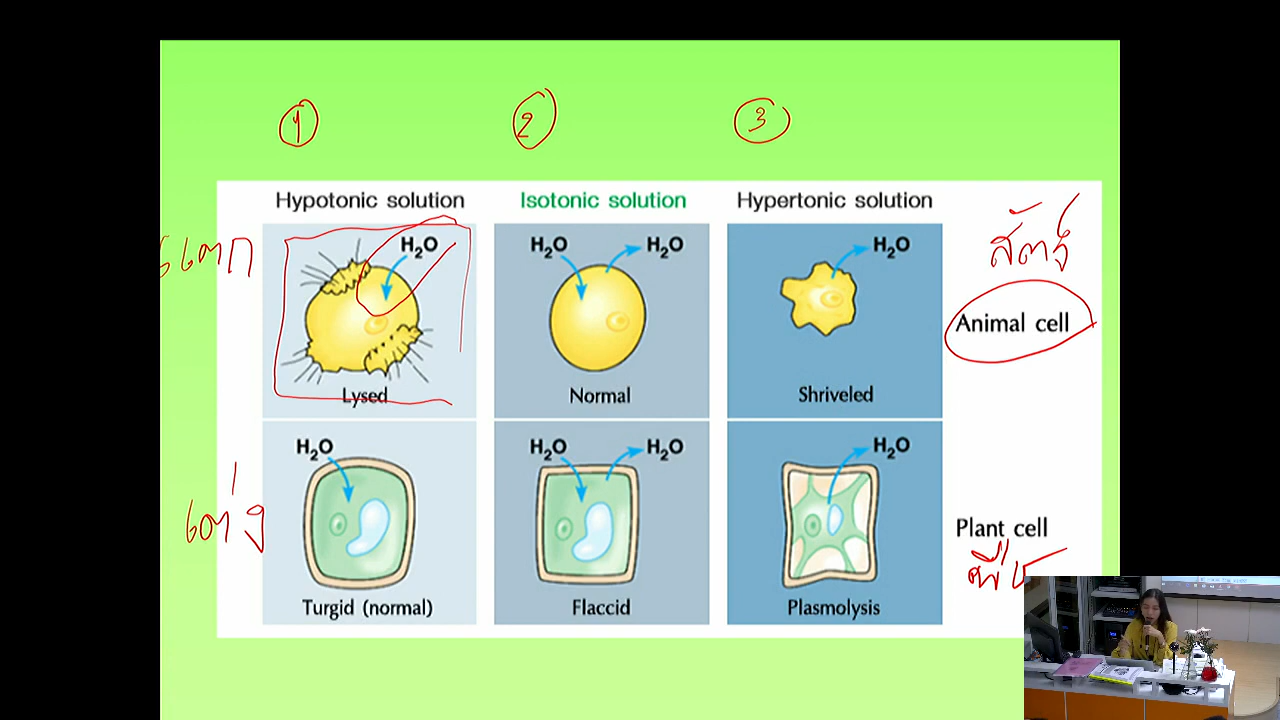 1 2 3
Hypotonic solution Isotonic solution Hypertonic solution
แตก H₂O H₂O H₂O H₂O สัตว์
Animal cell
Lysed Normal Shriveled
H₂O H₂O H₂O H₂O
เต่ง Plant cell
พืช
Turgid (normal) Flaccid Plasmolysis